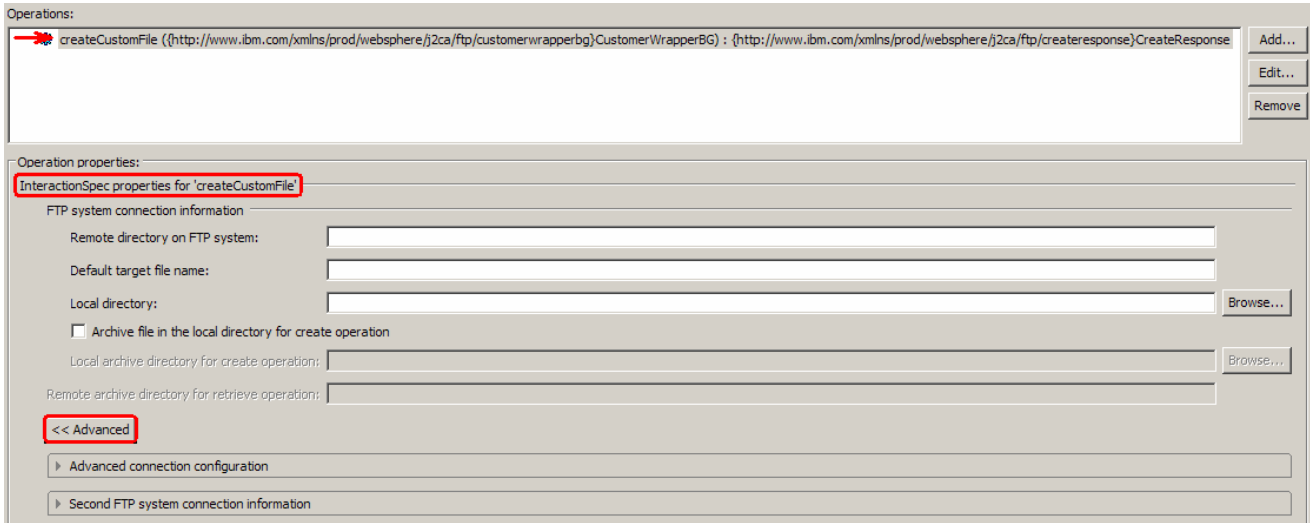 Operations:
createCustomFile ({http://www.ibm.com/xmlns/prod/websphere/j2ca/ftp/customerwrapperbg}CustomerWrapperBG) : {http://www.ibm.com/xmlns/prod/websphere/j2ca/ftp/createresponse}CreateResponse
Add...
Edit...
Remove
Operation properties:
InteractionSpec properties for 'createCustomFile'
FTP system connection information
Remote directory on FTP system:
Default target file name:
Local directory:
Browse...
Archive file in the local directory for create operation
Local archive directory for create operation:
Browse...
Remote archive directory for retrieve operation:
<< Advanced
Advanced connection configuration
Second FTP system connection information